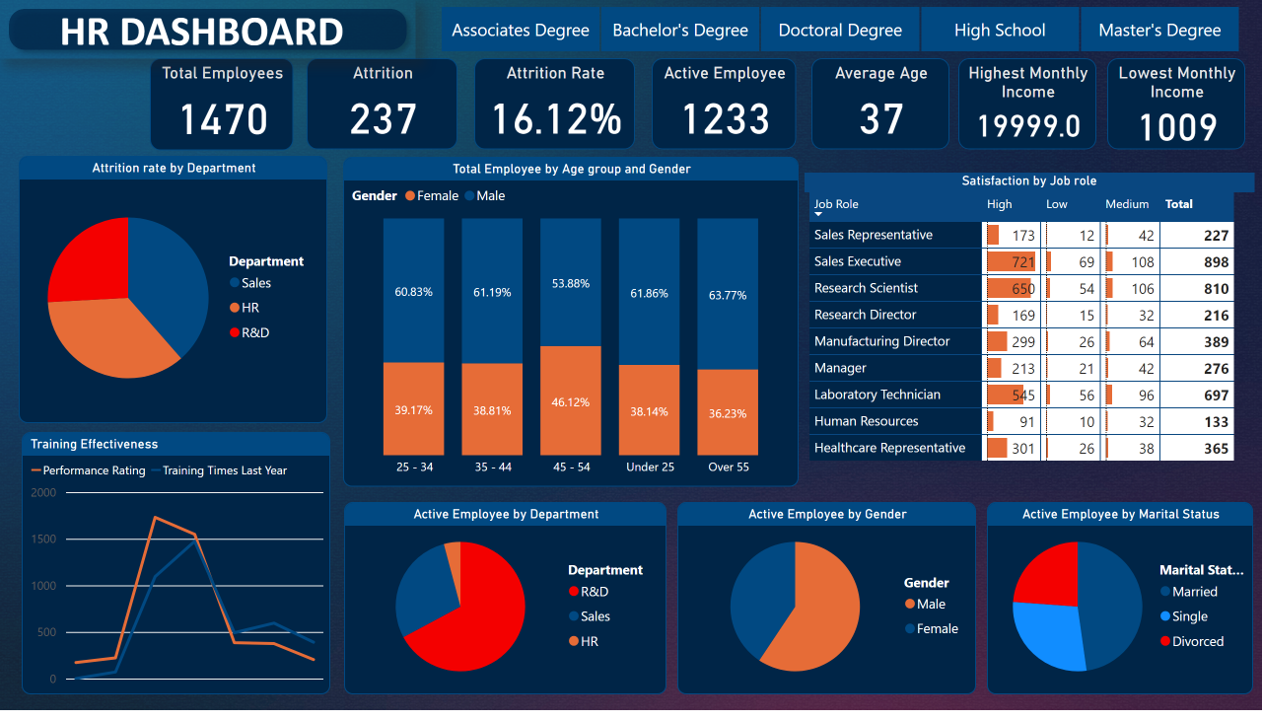 HR DASHBOARD
Associates Degree
Bachelor's Degree
Doctoral Degree
High School
Master's Degree
Total Employees
1470
Attrition
237
Attrition Rate
16.12%
Active Employee
1233
Average Age
37
Highest Monthly
Income
19999.0
Lowest Monthly
Income
1009
Attrition rate by Department
Department
Sales
HR
R&D
Total Employee by Age group and Gender
Gender Female Male
60.83% 61.19% 53.88% 61.86% 63.77%
39.17% 38.81% 46.12% 38.14% 36.23%
25 - 34 35 - 44 45 - 54 Under 25 Over 55
Satisfaction by Job role
Job Role High Low Medium Total
Sales Representative 173 12 42 227
Sales Executive 721 69 108 898
Research Scientist 650 54 106 810
Research Director 169 15 32 216
Manufacturing Director 299 26 64 389
Manager 213 21 42 276
Laboratory Technician 545 56 96 697
Human Resources 91 10 32 133
Healthcare Representative 301 26 38 365
Training Effectiveness
Performance Rating Training Times Last Year
2000
1500
1000
500
0
Active Employee by Department
Department
R&D
Sales
HR
Active Employee by Gender
Gender
Male
Female
Active Employee by Marital Status
Marital Stat...
Married
Single
Divorced